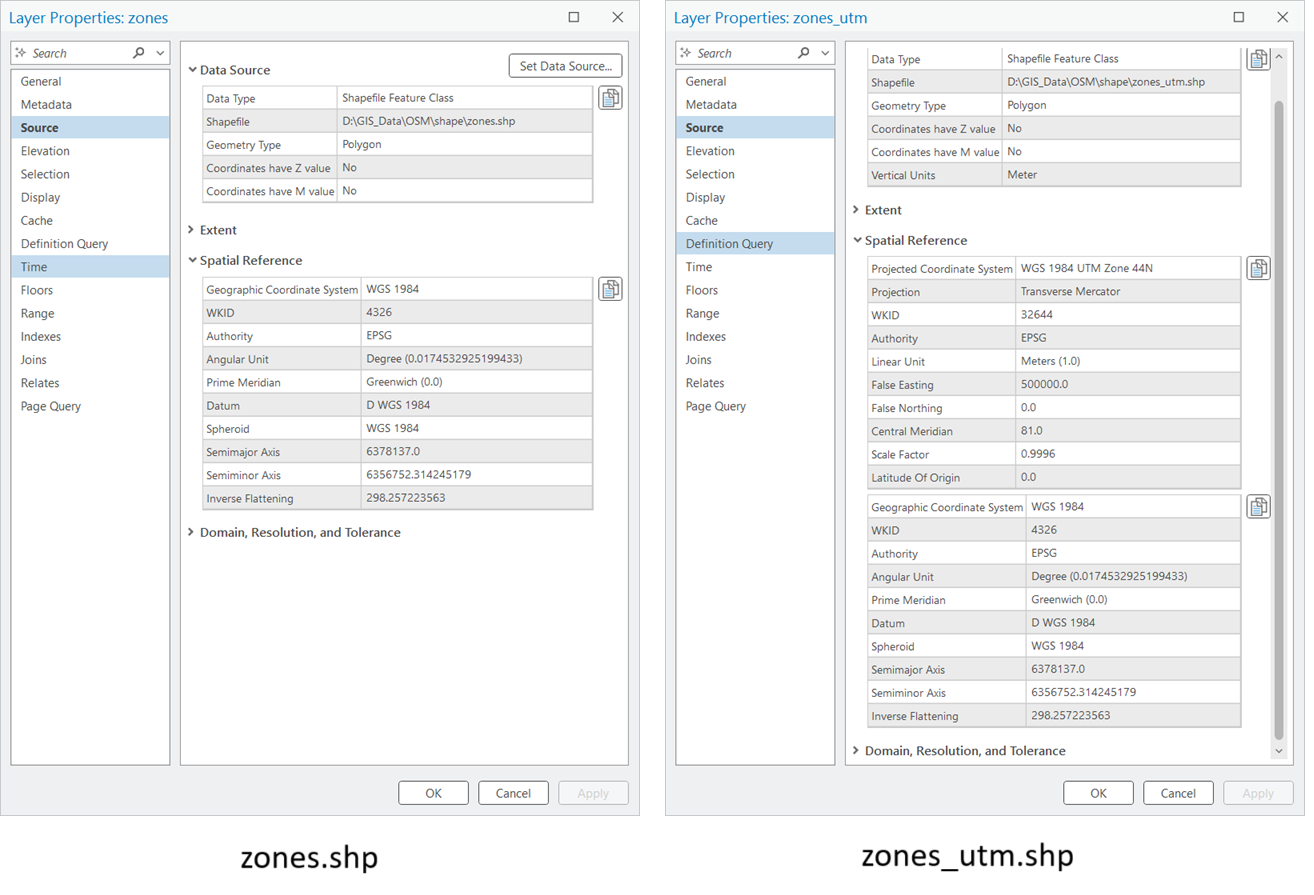 Layer Properties: zones
Search
General
Metadata
Source
Elevation
Selection
Display
Cache
Definition Query
Time
Floors
Range
Indexes
Joins
Relates
Page Query
Data Source
Set Data Source...
Data Type Shapefile Feature Class
Shapefile D:\GIS_Data\OSM\shape\zones.shp
Geometry Type Polygon
Coordinates have Z value No
Coordinates have M value No
Extent
Spatial Reference
Geographic Coordinate System WGS 1984
WKID 4326
Authority EPSG
Angular Unit Degree (0.0174532925199433)
Prime Meridian Greenwich (0.0)
Datum D WGS 1984
Spheroid WGS 1984
Semimajor Axis 6378137.0
Semiminor Axis 6356752.314245179
Inverse Flattening 298.257223563
Domain, Resolution, and Tolerance
OK Cancel Apply
zones.shp
Layer Properties: zones_utm
Search
General
Metadata
Source
Elevation
Selection
Display
Cache
Definition Query
Time
Floors
Range
Indexes
Joins
Relates
Page Query
Data Type Shapefile Feature Class
Shapefile D:\GIS_Data\OSM\shape\zones_utm.shp
Geometry Type Polygon
Coordinates have Z value No
Coordinates have M value No
Vertical Units Meter
Extent
Spatial Reference
Projected Coordinate System WGS 1984 UTM Zone 44N
Projection Transverse Mercator
WKID 32644
Authority EPSG
Linear Unit Meters (1.0)
False Easting 500000.0
False Northing 0.0
Central Meridian 81.0
Scale Factor 0.9996
Latitude Of Origin 0.0
Geographic Coordinate System WGS 1984
WKID 4326
Authority EPSG
Angular Unit Degree (0.0174532925199433)
Prime Meridian Greenwich (0.0)
Datum D WGS 1984
Spheroid WGS 1984
Semimajor Axis 6378137.0
Semiminor Axis 6356752.314245179
Inverse Flattening 298.257223563
Domain, Resolution, and Tolerance
OK Cancel Apply
zones_utm.shp